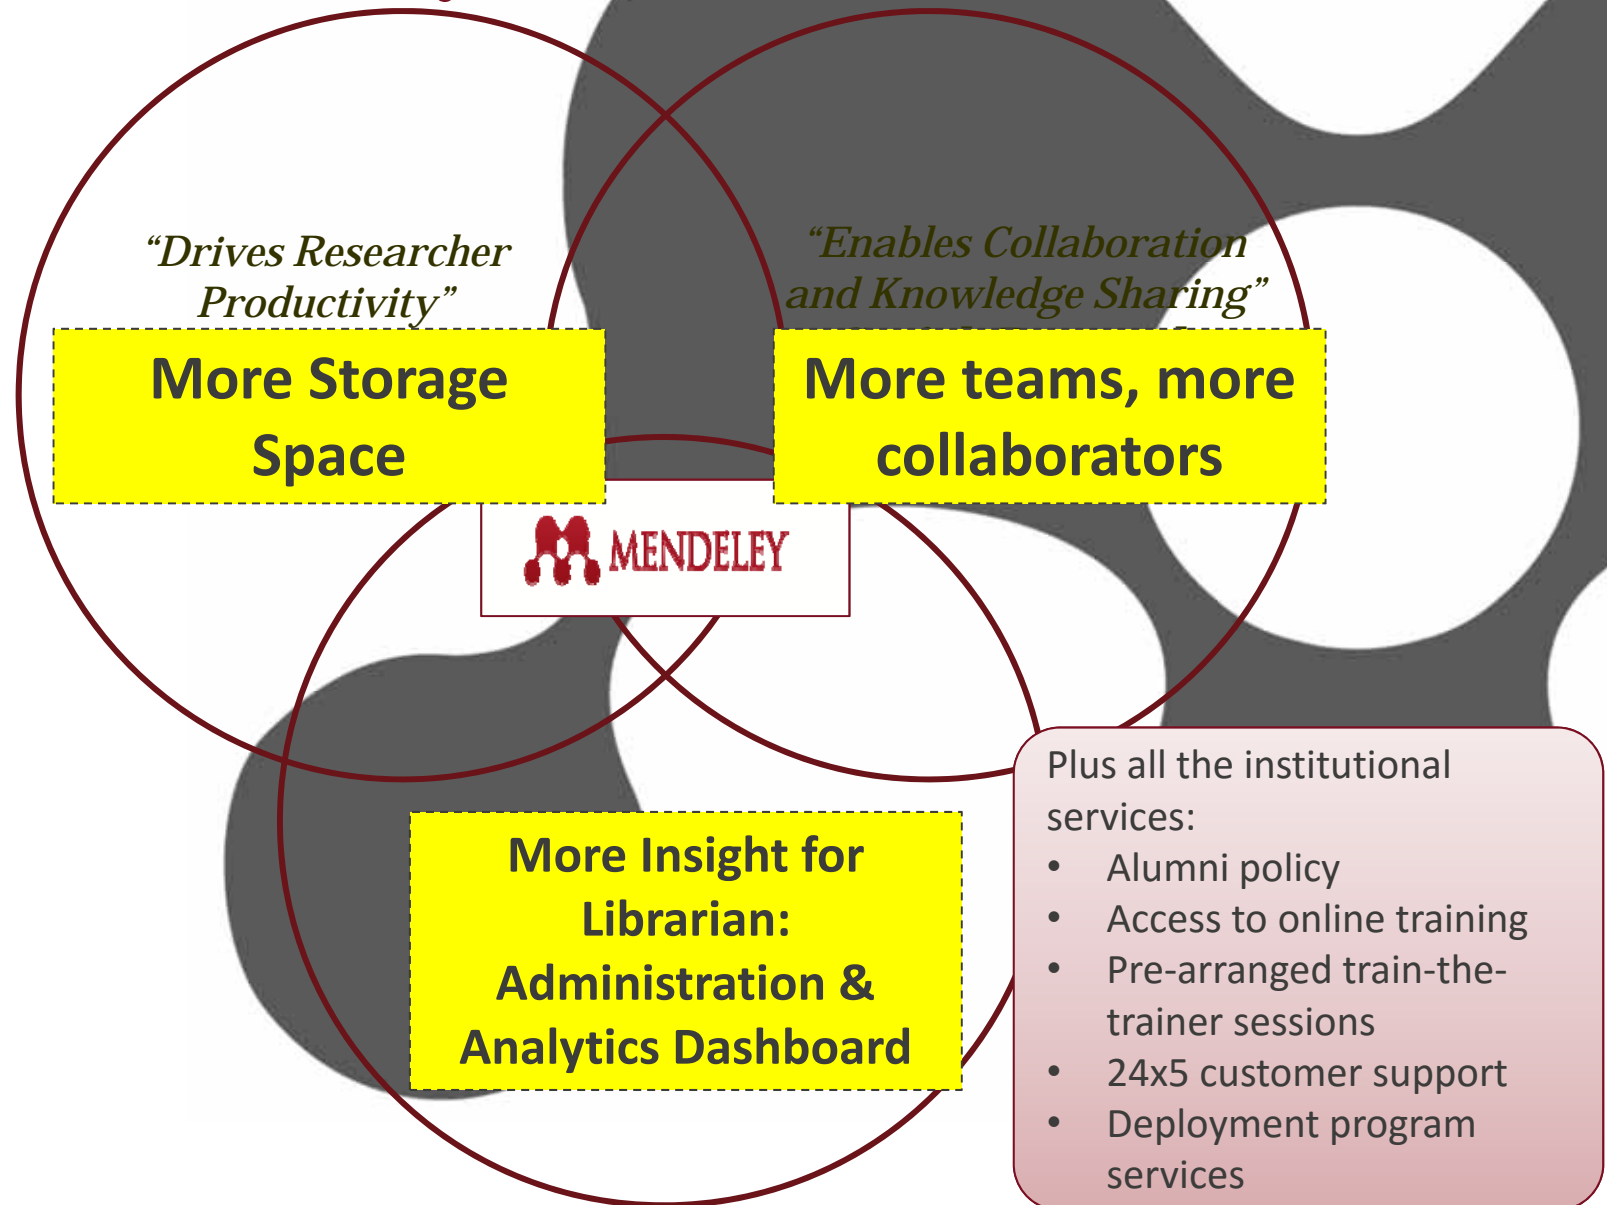 “Drives Researcher
Productivity”
“Enables Collaboration
and Knowledge Sharing”
More Storage
Space
More teams, more
collaborators
MENDELEY
More Insight for
Librarian:
Administration &
Analytics Dashboard
Plus all the institutional
services:
• Alumni policy
• Access to online training
• Pre-arranged train-the-
trainer sessions
• 24x5 customer support
• Deployment program
services